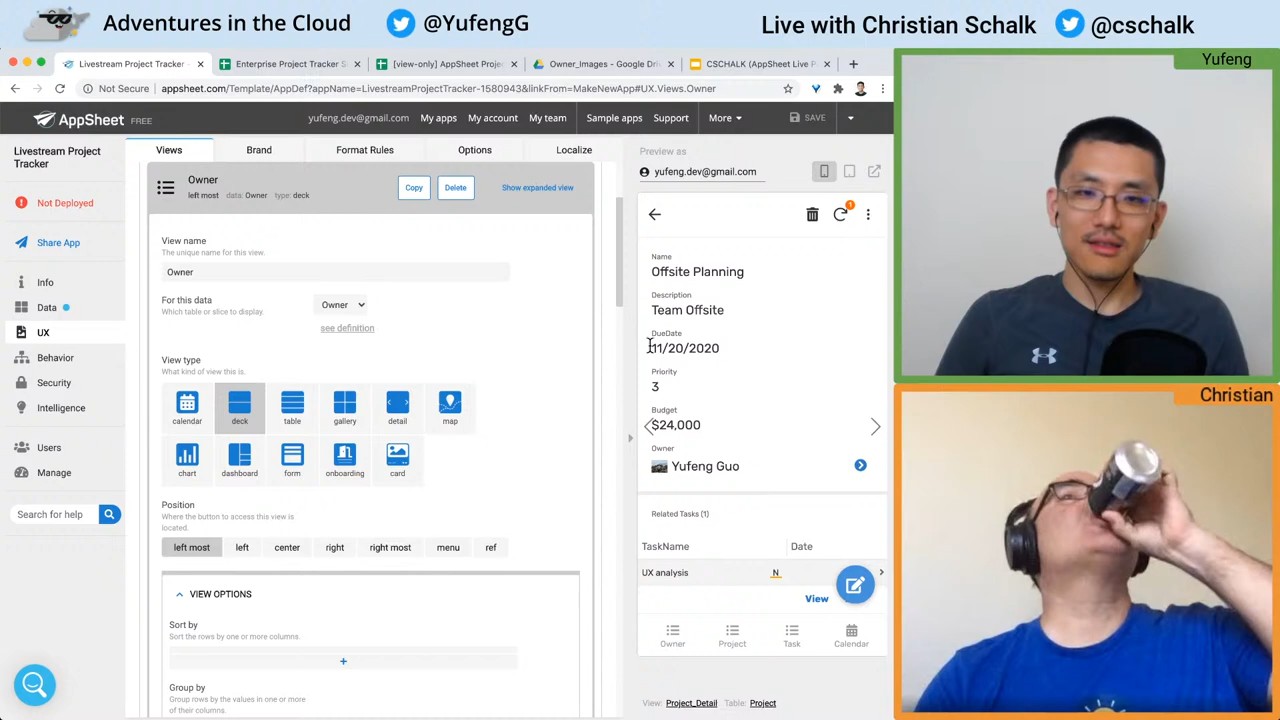 Adventures in the Cloud
@YufengG
Live with Christian Schalk
@cschalk
Livestream Project Tracker -
Enterprise Project Tracker S
[view-only] AppSheet Projec
Owner_Images - Google Dri
CSCHALK (AppSheet Live P
Not Secure
appsheet.com/Template/AppDef?appName=LivestreamProjectTracker-1580943&linkFrom=MakeNewApp#UX.Views.Owner
AppSheet FREE
yufeng.dev@gmail.com
My apps
My account
My team
Sample apps
Support
More
SAVE
Livestream Project
Tracker
Not Deployed
Share App
Info
Data
UX
Behavior
Security
Intelligence
Users
Manage
Search for help
Views
Brand
Format Rules
Options
Localize
Owner
left most data: Owner type: deck
Copy
Delete
Show expanded view
View name
The unique name for this view.
Owner
For this data
Which table or slice to display.
Owner
see definition
View type
What kind of view this is.
calendar
deck
table
gallery
detail
map
chart
dashboard
form
onboarding
card
Position
Where the button to access this view is
located.
left most
left
center
right
right most
menu
ref
VIEW OPTIONS
Sort by
Sort the rows by one or more columns.
Group by
Group rows by the values in one or more
of their columns.
Preview as
yufeng.dev@gmail.com
1
Name
Offsite Planning
Description
Team Offsite
DueDate
11/20/2020
Priority
3
Budget
$24,000
Owner
Yufeng Guo
Related Tasks (1)
TaskName
Date
UX analysis
N
View
Owner
Project
Task
Calendar
View: Project_Detail Table: Project
Yufeng
Christian